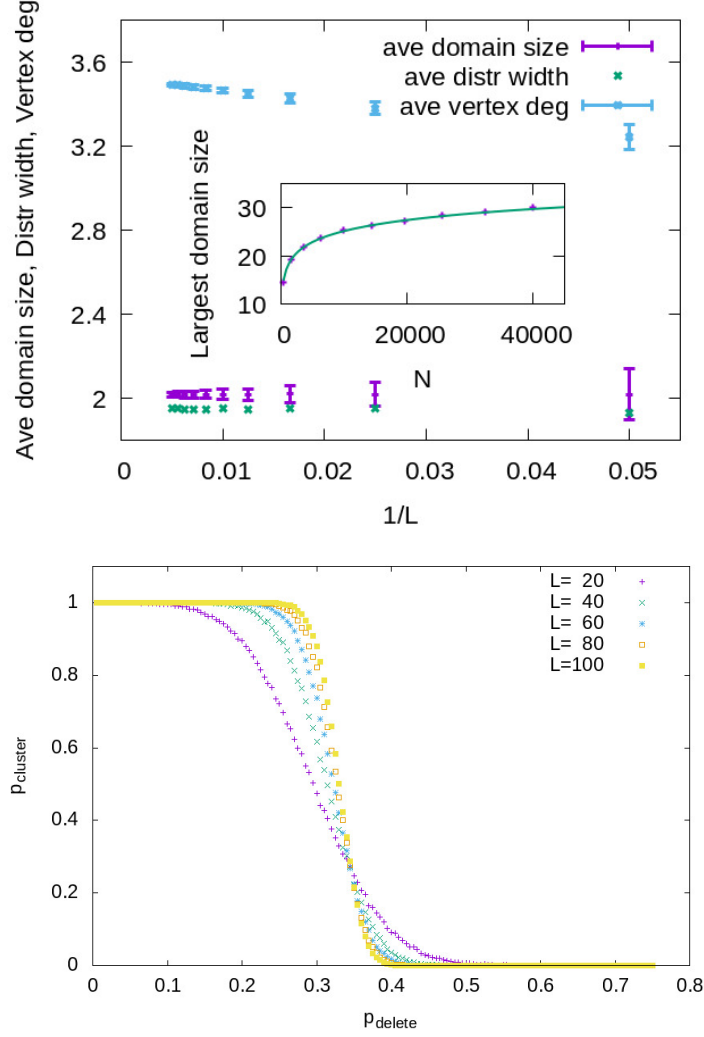 Ave domain size, Distr width, Vertex deg
3.6
3.2
2.8
2.4
2
ave domain size
ave distr width
ave vertex deg
Largest domain size
30
20
10
0 20000 40000
N
0 0.01 0.02 0.03 0.04 0.05
1/L
L= 20
L= 40
L= 60
L= 80
L=100
p_cluster
1
0.8
0.6
0.4
0.2
0
0 0.1 0.2 0.3 0.4 0.5 0.6 0.7 0.8
p_delete